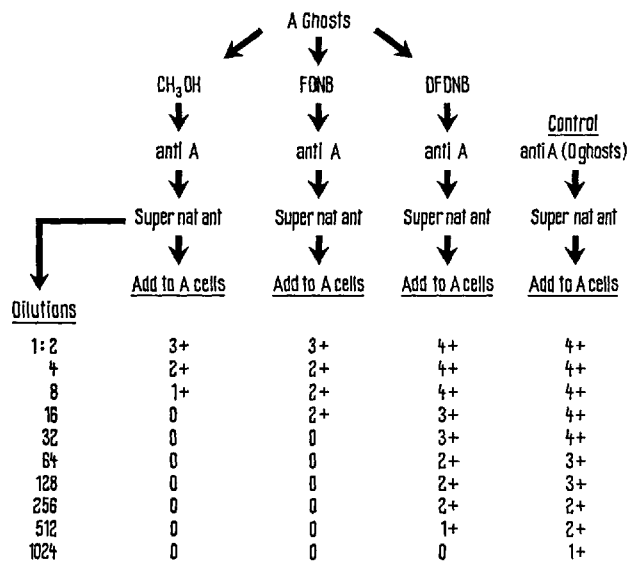 A Ghosts
CH₃OH FDNB DFDNB
Control
anti A anti A anti A anti A (O ghosts)
Supernatant Supernatant Supernatant Supernatant
Add to A cells Add to A cells Add to A cells Add to A cells
Dilutions
1:2 3+ 3+ 4+ 4+
4 2+ 2+ 4+ 4+
8 1+ 2+ 4+ 4+
16 0 2+ 3+ 4+
32 0 0 3+ 4+
64 0 0 2+ 3+
128 0 0 2+ 3+
256 0 0 2+ 2+
512 0 0 1+ 2+
1024 0 0 0 1+